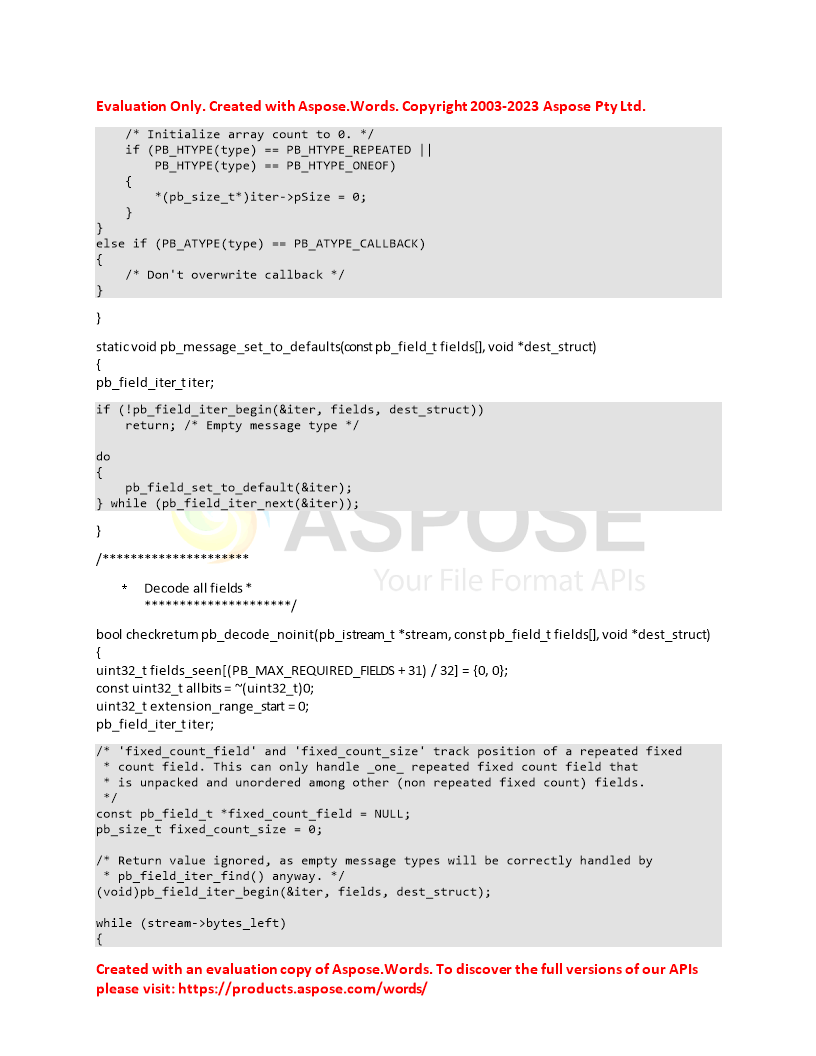 Evaluation Only. Created with Aspose.Words. Copyright 2003-2023 Aspose Pty Ltd.
/* Initialize array count to 0. */
if (PB_HTYPE(type) == PB_HTYPE_REPEATED ||
PB_HTYPE(type) == PB_HTYPE_ONEOF)
{
*(pb_size_t*)iter->pSize = 0;
}
}
else if (PB_ATYPE(type) == PB_ATYPE_CALLBACK)
{
/* Don't overwrite callback */
}
}
static void pb_message_set_to_defaults(const pb_field_t fields[], void *dest_struct)
{
pb_field_iter_t iter;
if (!pb_field_iter_begin(&iter, fields, dest_struct))
return; /* Empty message type */
do
{
pb_field_set_to_default(&iter);
} while (pb_field_iter_next(&iter));
}
ASPOSE
Your File Format APIs
/*********************
* Decode all fields *
*********************/
bool checkreturn pb_decode_noinit(pb_istream_t *stream, const pb_field_t fields[], void *dest_struct)
{
uint32_t fields_seen[(PB_MAX_REQUIRED_FIELDS + 31) / 32] = {0, 0};
const uint32_t allbits = ~(uint32_t)0;
uint32_t extension_range_start = 0;
pb_field_iter_t iter;
/* 'fixed_count_field' and 'fixed_count_size' track position of a repeated fixed
* count field. This can only handle _one_ repeated fixed count field that
* is unpacked and unordered among other (non repeated fixed count) fields.
*/
const pb_field_t *fixed_count_field = NULL;
pb_size_t fixed_count_size = 0;
/* Return value ignored, as empty message types will be correctly handled by
* pb_field_iter_find() anyway. */
(void)pb_field_iter_begin(&iter, fields, dest_struct);
while (stream->bytes_left)
{
Created with an evaluation copy of Aspose.Words. To discover the full versions of our APIs
please visit: https://products.aspose.com/words/